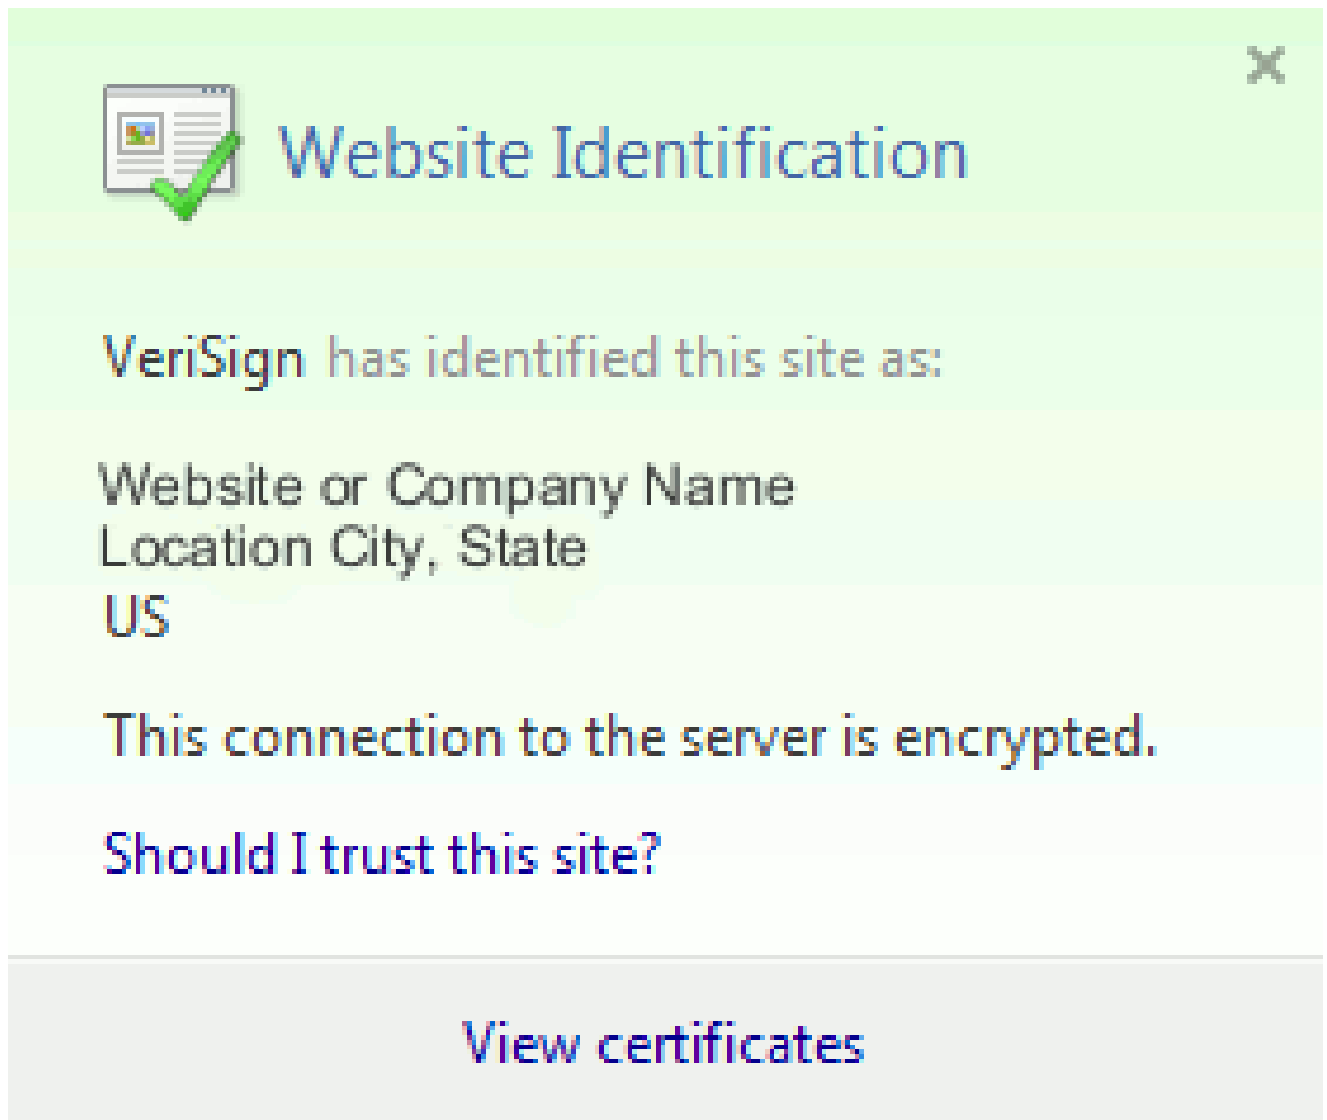 Website Identification
VeriSign has identified this site as:
Website or Company Name
Location City, State
US
This connection to the server is encrypted.
Should I trust this site?
View certificates